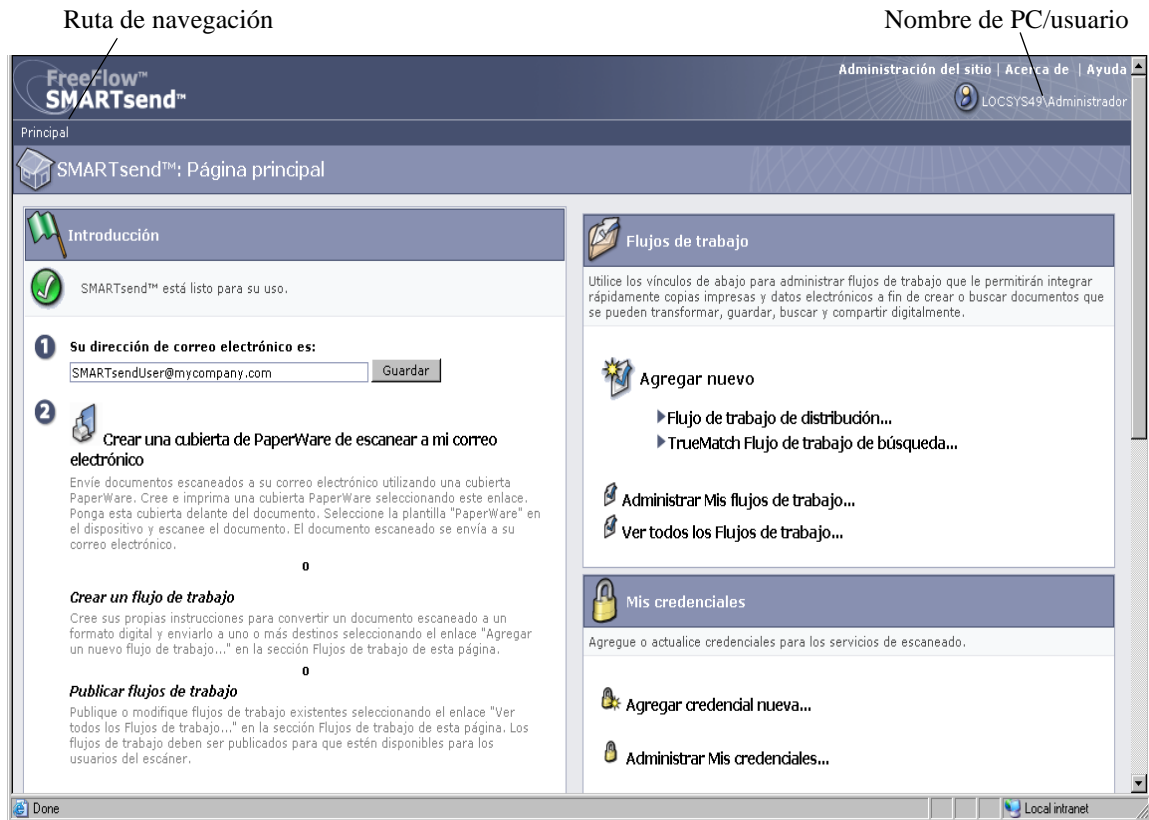 Ruta de navegación
Nombre de PC/usuario
FreeFlow™
SMARTsend™
Administración del sitio | Acerca de | Ayuda
LOCSYS49\Administrador
Principal
SMARTsend™: Página principal
Introducción
SMARTsend™ está listo para su uso.
1 Su dirección de correo electrónico es:
SMARTsendUser@mycompany.com Guardar
2 Crear una cubierta de PaperWare de escanear a mi correo
electrónico
Envíe documentos escaneados a su correo electrónico utilizando una cubierta
PaperWare. Cree e imprima una cubierta PaperWare seleccionando este enlace.
Ponga esta cubierta delante del documento. Seleccione la plantilla "PaperWare" en
el dispositivo y escanee el documento. El documento escaneado se envía a su
correo electrónico.
O
Crear un flujo de trabajo
Cree sus propias instrucciones para convertir un documento escaneado a un
formato digital y enviarlo a uno o más destinos seleccionando el enlace "Agregar
un nuevo flujo de trabajo..." en la sección Flujos de trabajo de esta página.
O
Publicar flujos de trabajo
Publique o modifique flujos de trabajo existentes seleccionando el enlace "Ver
todos los Flujos de trabajo..." en la sección Flujos de trabajo de esta página. Los
flujos de trabajo deben ser publicados para que estén disponibles para los
usuarios del escáner.
Flujos de trabajo
Utilice los vínculos de abajo para administrar flujos de trabajo que le permitirán integrar
rápidamente copias impresas y datos electrónicos a fin de crear o buscar documentos que
se pueden transformar, guardar, buscar y compartir digitalmente.
Agregar nuevo
Flujo de trabajo de distribución...
TrueMatch Flujo de trabajo de búsqueda...
Administrar Mis flujos de trabajo...
Ver todos los Flujos de trabajo...
Mis credenciales
Agregue o actualice credenciales para los servicios de escaneado.
Agregar credencial nueva...
Administrar Mis credenciales...
Done
Local intranet